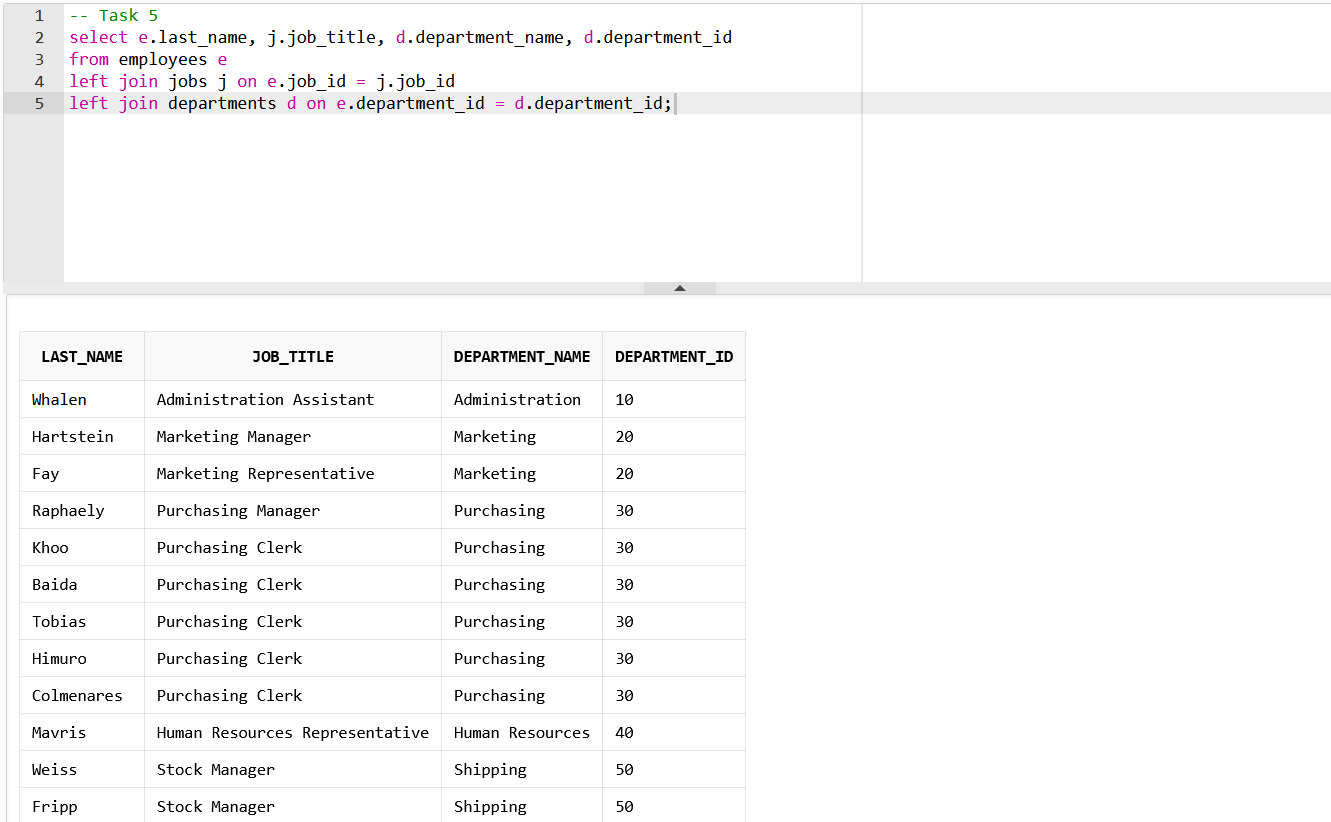 1 -- Task 5
2 select e.last_name, j.job_title, d.department_name, d.department_id
3 from employees e
4 left join jobs j on e.job_id = j.job_id
5 left join departments d on e.department_id = d.department_id;
LAST_NAME JOB_TITLE DEPARTMENT_NAME DEPARTMENT_ID
Whalen Administration Assistant Administration 10
Hartstein Marketing Manager Marketing 20
Fay Marketing Representative Marketing 20
Raphaely Purchasing Manager Purchasing 30
Khoo Purchasing Clerk Purchasing 30
Baida Purchasing Clerk Purchasing 30
Tobias Purchasing Clerk Purchasing 30
Himuro Purchasing Clerk Purchasing 30
Colmenares Purchasing Clerk Purchasing 30
Mavris Human Resources Representative Human Resources 40
Weiss Stock Manager Shipping 50
Fripp Stock Manager Shipping 50